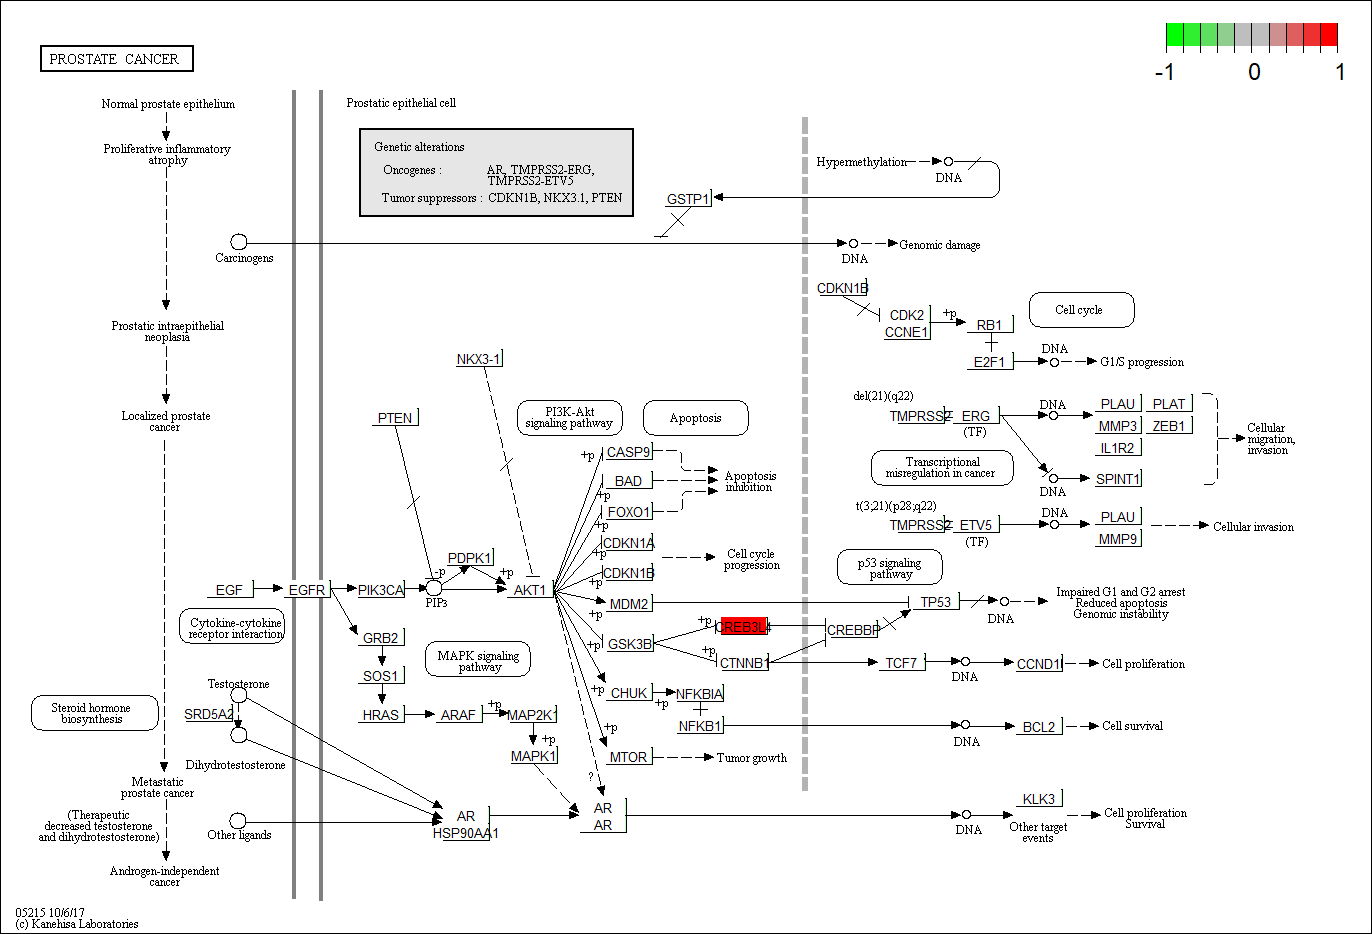 PROSTATE CANCER
-1 0 1
Normal prostate epithelium
Proliferative inflammatory
atrophy
Prostatic intraepithelial
neoplasia
Localized prostate
cancer
Metastatic
prostate cancer
(Therapeutic
decreased testosterone
and dihydrotestosterone)
Androgen-independent
cancer
Prostatic epithelial cell
Genetic alterations
Oncogenes : AR, TMPRSS2-ERG,
TMPRSS2-ETV5
Tumor suppressors : CDKN1B, NKX3.1, PTEN
Hypermethylation
DNA
GSTP1
Carcinogens
DNA
Genomic damage
CDKN1B
CDK2
CCNE1
+p
RB1
E2F1
Cell cycle
DNA
G1/S progression
NKX3-1
PTEN
PI3K-Akt
signaling pathway
Apoptosis
del(21)(q22)
TMPRSS2
ERG
(TF)
DNA
PLAU
PLAT
MMP3
ZEB1
IL1R2
SPINT1
DNA
Cellular
migration,
invasion
Transcriptional
misregulation in cancer
t(3;21)(p28;q22)
TMPRSS2
ETV5
(TF)
DNA
PLAU
MMP9
Cellular invasion
+p
CASP9
BAD
+p
FOXO1
+p
CDKN1A
+p
CDKN1B
+p
MDM2
+p
GSK3B
+p
Apoptosis
inhibition
Cell cycle
progression
EGF
EGFR
PIK3CA
PIP3
-p
PDPK1
+p
AKT1
p53 signaling
pathway
TP53
DNA
Impaired G1 and G2 arrest
Reduced apoptosis
Genomic instability
+p
CREB3L4
CREBBP
+p
CTNNB1
TCF7
DNA
CCND1
Cell proliferation
Cytokine-cytokine
receptor interaction
GRB2
SOS1
HRAS
ARAF
+p
MAP2K1
+p
MAPK1
MAPK signaling
pathway
+p
CHUK
+p
NFKBIA
NFKB1
DNA
BCL2
Cell survival
+p
MTOR
Tumor growth
?
Steroid hormone
biosynthesis
Testosterone
SRD5A2
Dihydrotestosterone
Other ligands
AR
HSP90AA1
AR
AR
DNA
KLK3
Other target
events
Cell proliferation
Survival
05215 10/6/17
(c) Kanehisa Laboratories